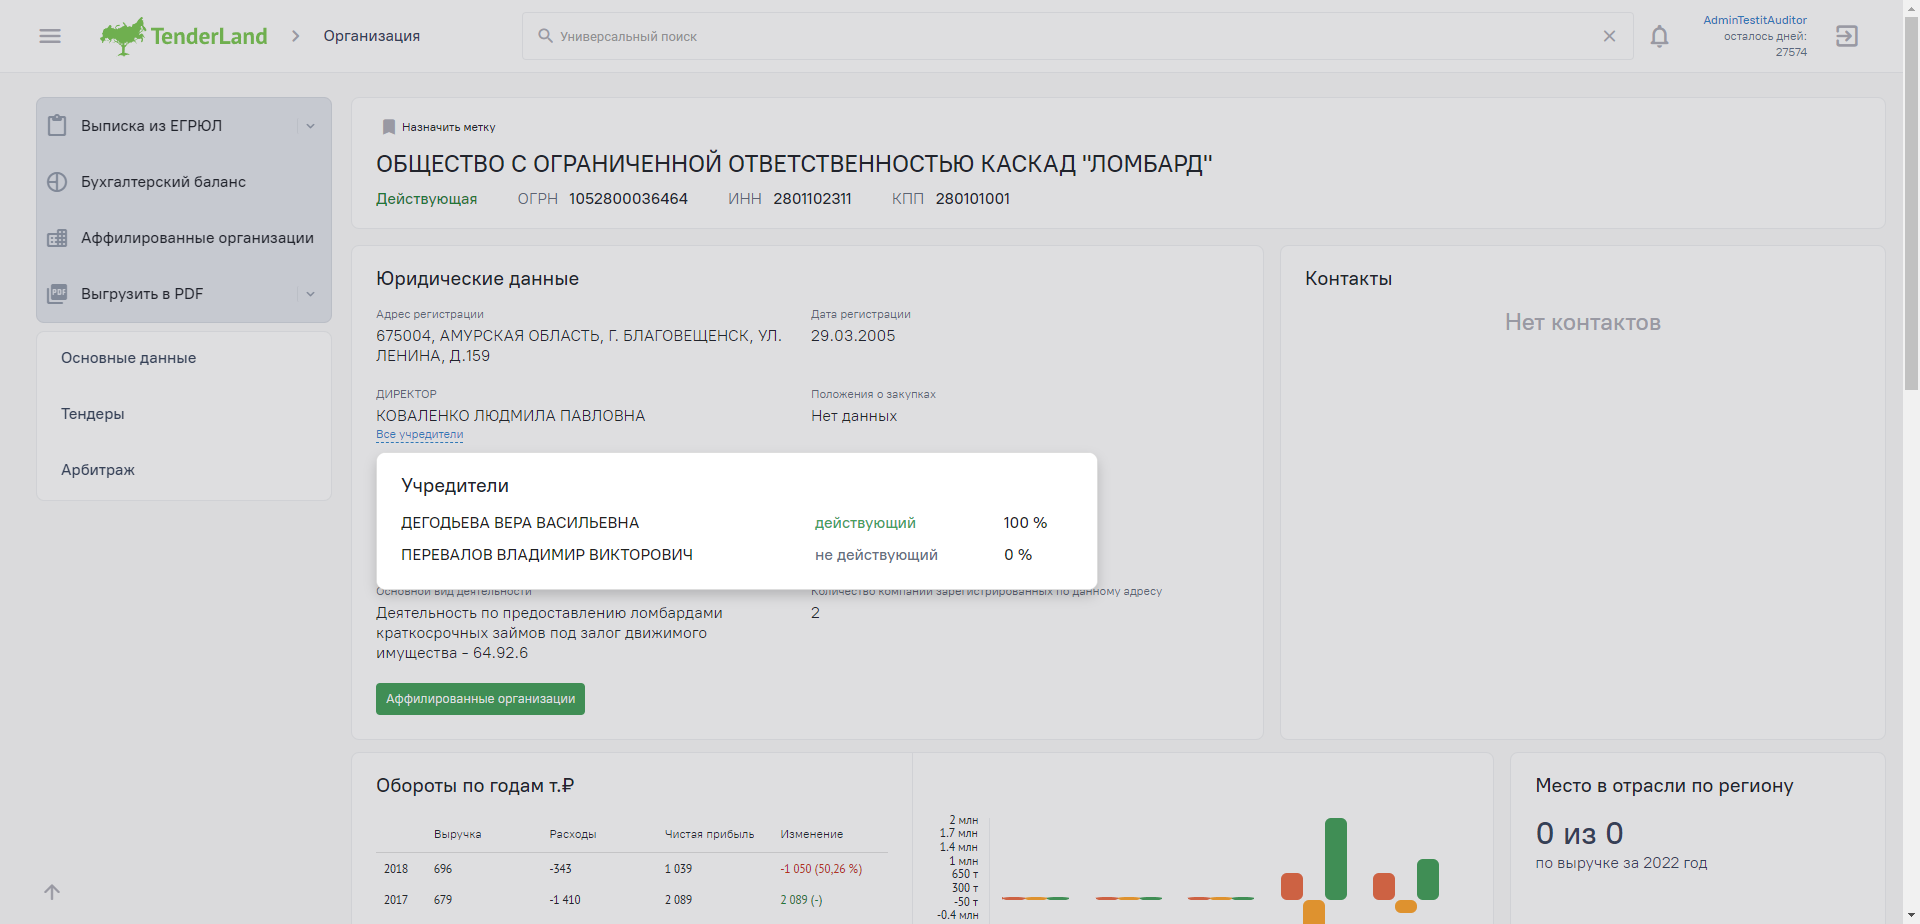 TenderLand
Организация
Универсальный поиск
AdminTestitAuditor
осталось дней:
27574
Выписка из ЕГРЮЛ
Бухгалтерский баланс
Аффилированные организации
PDF
Выгрузить в PDF
Основные данные
Тендеры
Арбитраж
Назначить метку
ОБЩЕСТВО С ОГРАНИЧЕННОЙ ОТВЕТСТВЕННОСТЬЮ КАСКАД "ЛОМБАРД"
Действующая ОГРН 1052800036464 ИНН 2801102311 КПП 280101001
Юридические данные
Адрес регистрации
675004, АМУРСКАЯ ОБЛАСТЬ, Г. БЛАГОВЕЩЕНСК, УЛ.
ЛЕНИНА, Д.159
Дата регистрации
29.03.2005
ДИРЕКТОР
КОВАЛЕНКО ЛЮДМИЛА ПАВЛОВНА
Все учредители
Положения о закупках
Нет данных
Учредители
ДЕГОДЬЕВА ВЕРА ВАСИЛЬЕВНА действующий 100 %
ПЕРЕВАЛОВ ВЛАДИМИР ВИКТОРОВИЧ не действующий 0 %
Основной вид деятельности
Деятельность по предоставлению ломбардами
краткосрочных займов под залог движимого
имущества - 64.92.6
Количество компаний зарегистрированных по данному адресу
2
Аффилированные организации
Контакты
Нет контактов
Обороты по годам т.₽
Выручка Расходы Чистая прибыль Изменение
2018 696 -343 1 039 -1 050 (50,26 %)
2017 679 -1 410 2 089 2 089 (-)
2 млн
1.7 млн
1.4 млн
1 млн
650 т
300 т
-50 т
-0.4 млн
Место в отрасли по региону
0 из 0
по выручке за 2022 год